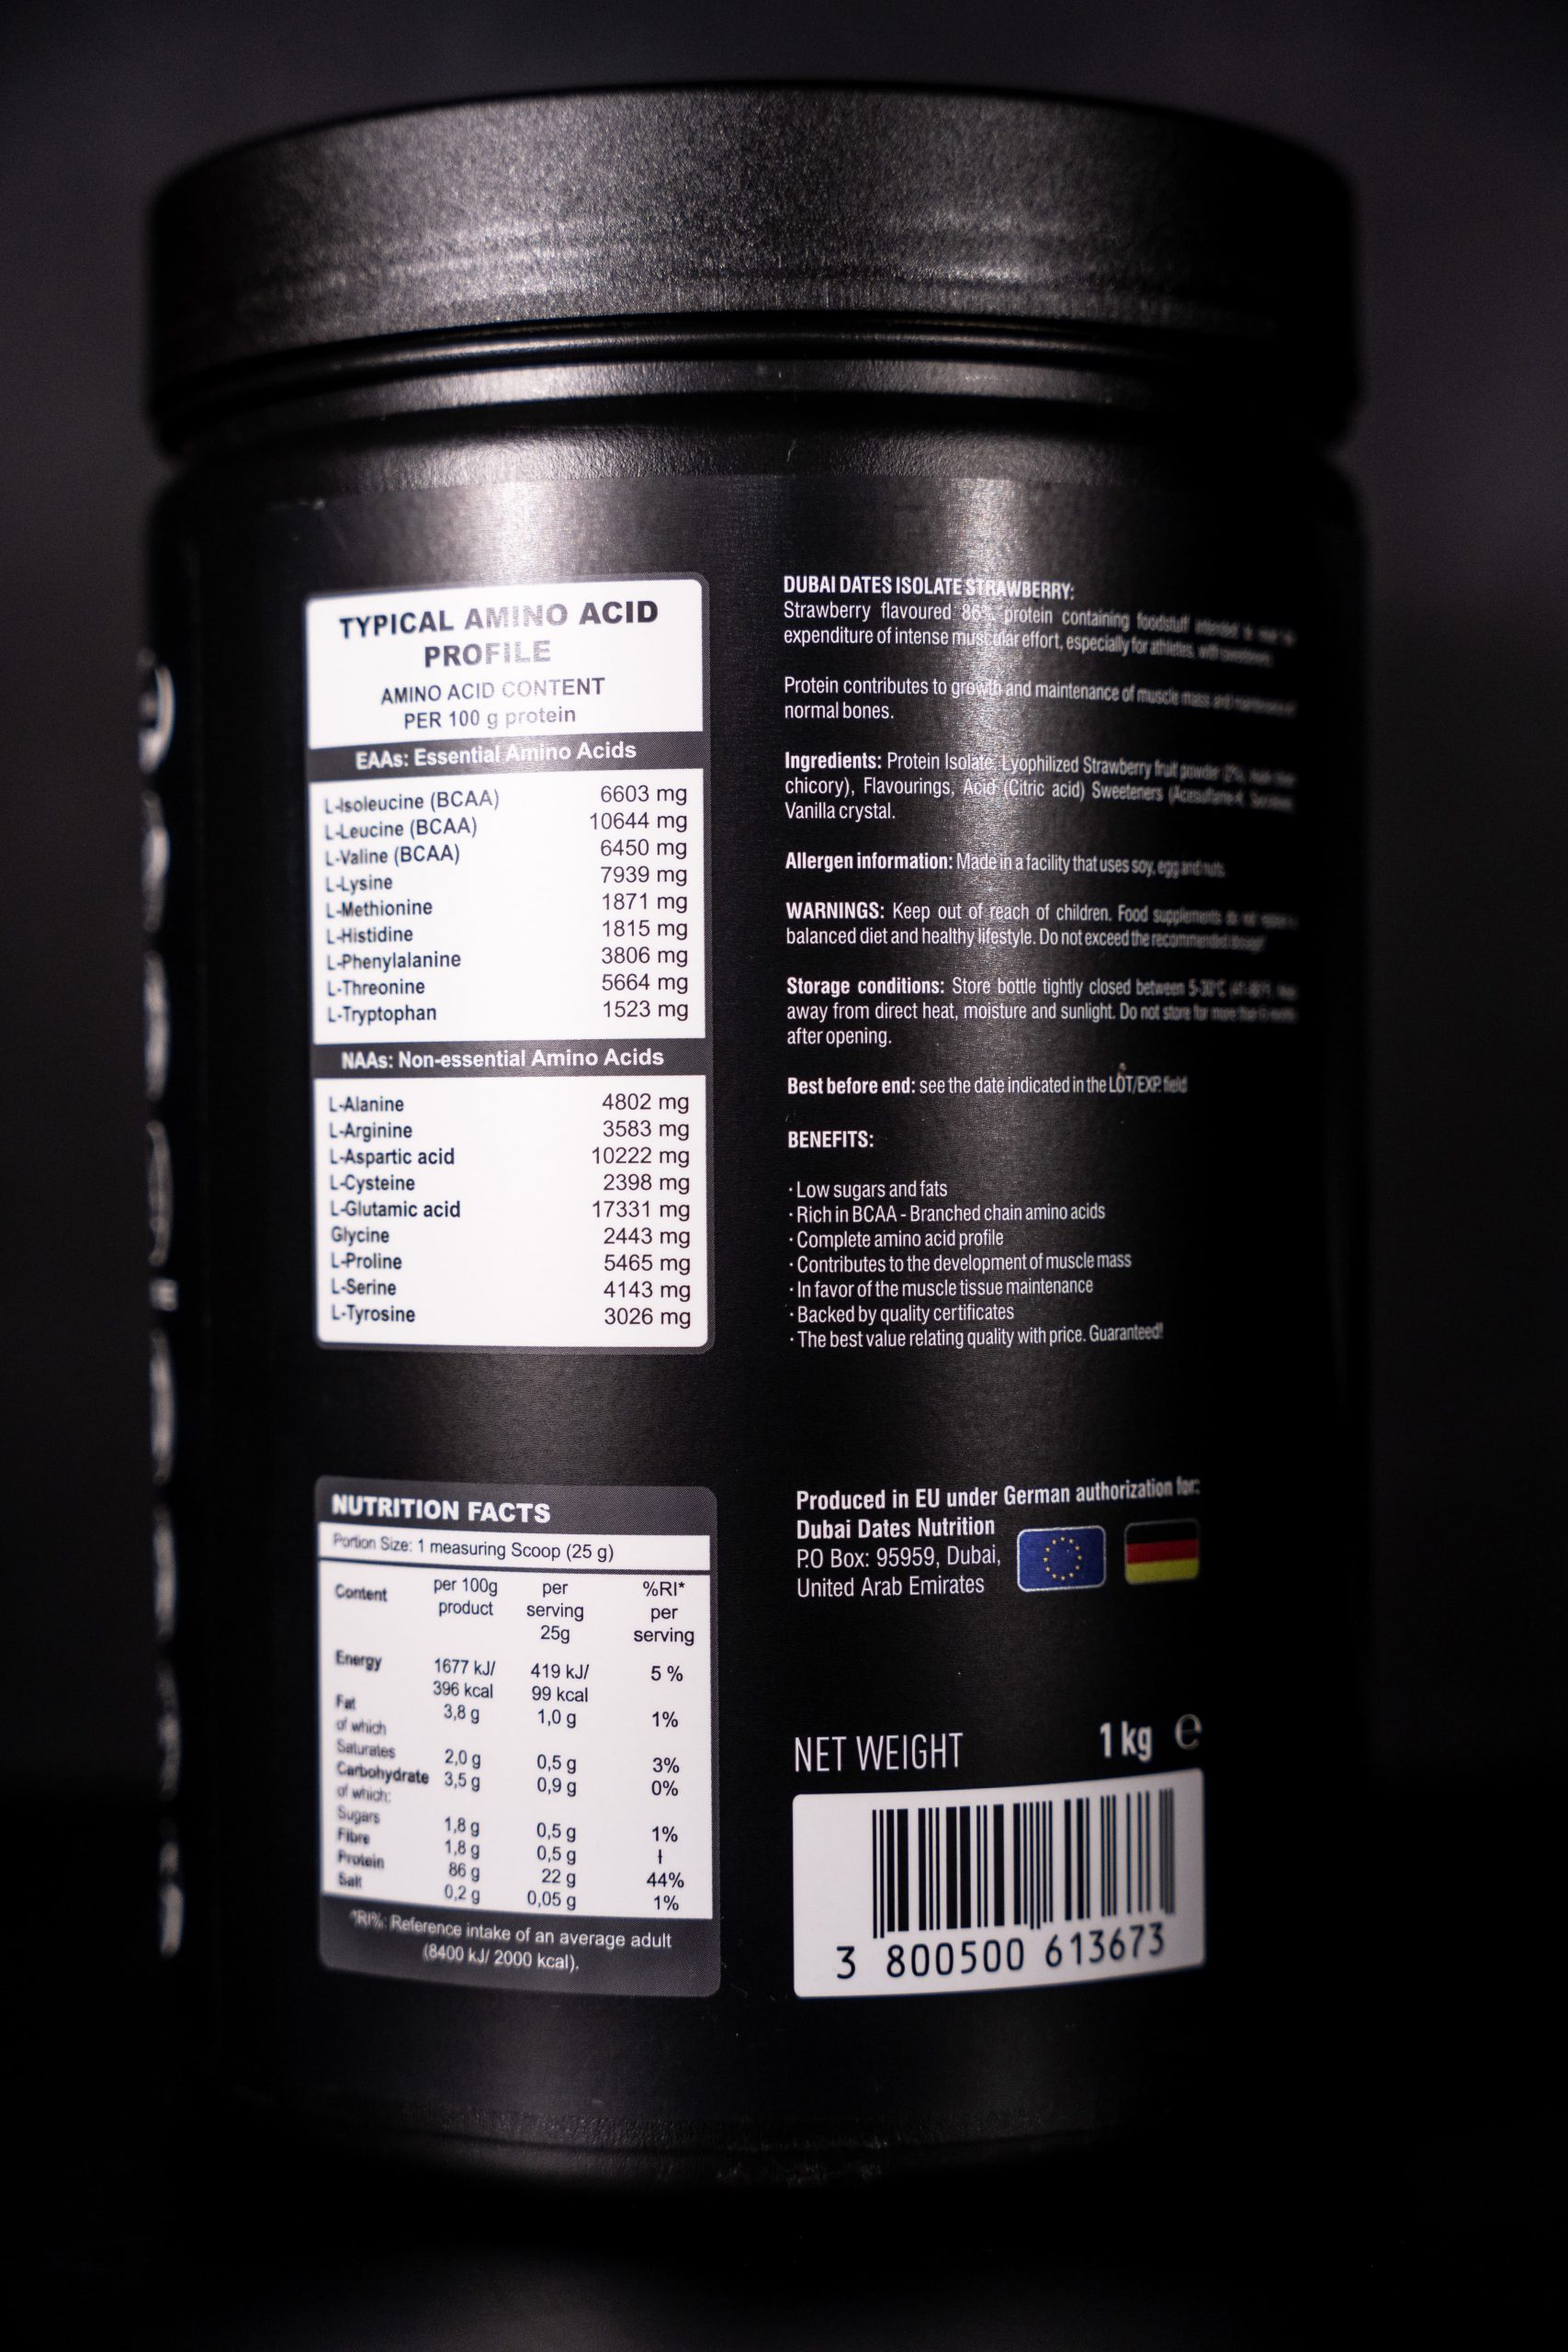 TYPICAL AMINO ACID
PROFILE
AMINO ACID CONTENT
PER 100 g protein
EAAs: Essential Amino Acids
L-Isoleucine (BCAA) 6603 mg
L-Leucine (BCAA) 10644 mg
L-Valine (BCAA) 6450 mg
L-Lysine 7939 mg
L-Methionine 1871 mg
L-Histidine 1815 mg
L-Phenylalanine 3806 mg
L-Threonine 5664 mg
L-Tryptophan 1523 mg
NAAs: Non-essential Amino Acids
L-Alanine 4802 mg
L-Arginine 3583 mg
L-Aspartic acid 10222 mg
L-Cysteine 2398 mg
L-Glutamic acid 17331 mg
Glycine 2443 mg
L-Proline 5465 mg
L-Serine 4143 mg
L-Tyrosine 3026 mg
NUTRITION FACTS
Portion Size: 1 measuring Scoop (25 g)
Content per 100g per %RI*
product serving per
25g serving
Energy 1677 kJ/ 419 kJ/ 5 %
396 kcal 99 kcal
Fat 3,8 g 1,0 g 1%
of which
Saturates 2,0 g 0,5 g 3%
Carbohydrate 3,5 g 0,9 g 0%
of which:
Sugars 1,8 g 0,5 g 1%
Fibre 1,8 g 0,5 g ł
Protein 86 g 22 g 44%
Salt 0,2 g 0,05 g 1%
*RI%: Reference intake of an average adult
(8400 kJ/ 2000 kcal).
DUBAI DATES ISOLATE STRAWBERRY:
Strawberry flavoured 86% protein containing foodstuff intended to
expenditure of intense muscular effort, especially for athletes, with sweeteners
Protein contributes to growth and maintenance of muscle mass and maintenance of
normal bones.
Ingredients: Protein Isolate, Lyophilized Strawberry fruit powder
chicory), Flavourings, Acid (Citric acid) Sweeteners (Acesulfame-K
Vanilla crystal.
Allergen information: Made in a facility that uses soy, egg and nuts.
WARNINGS: Keep out of reach of children. Food supplements do not
balanced diet and healthy lifestyle. Do not exceed the recommended
Storage conditions: Store bottle tightly closed between 5-30°C
away from direct heat, moisture and sunlight. Do not store for more than
after opening.
Best before end: see the date indicated in the LOT/EXP. field
BENEFITS:
· Low sugars and fats
· Rich in BCAA - Branched chain amino acids
· Complete amino acid profile
· Contributes to the development of muscle mass
· In favor of the muscle tissue maintenance
· Backed by quality certificates
· The best value relating quality with price. Guaranteed!
Produced in EU under German authorization for:
Dubai Dates Nutrition
P.O Box: 95959, Dubai,
United Arab Emirates
NET WEIGHT 1 kg ℮
3 800500 613673